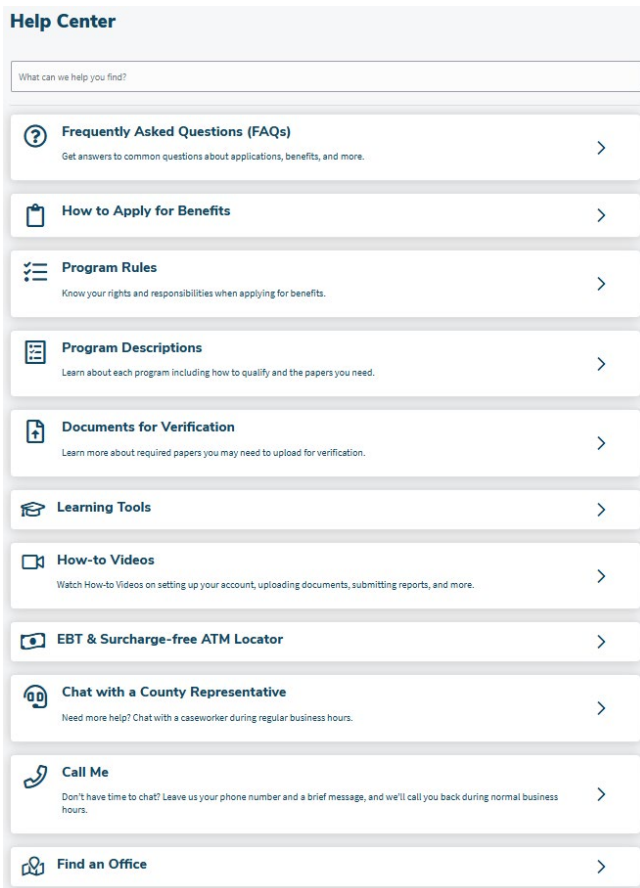 Help Center
What can we help you find?
Frequently Asked Questions (FAQs)
Get answers to common questions about applications, benefits, and more.
How to Apply for Benefits
Program Rules
Know your rights and responsibilities when applying for benefits.
Program Descriptions
Learn about each program including how to qualify and the papers you need.
Documents for Verification
Learn more about required papers you may need to upload for verification.
Learning Tools
How-to Videos
Watch How-to Videos on setting up your account, uploading documents, submitting reports, and more.
EBT & Surcharge-free ATM Locator
Chat with a County Representative
Need more help? Chat with a caseworker during regular business hours.
Call Me
Don't have time to chat? Leave us your phone number and a brief message, and we'll call you back during normal business
hours.
Find an Office